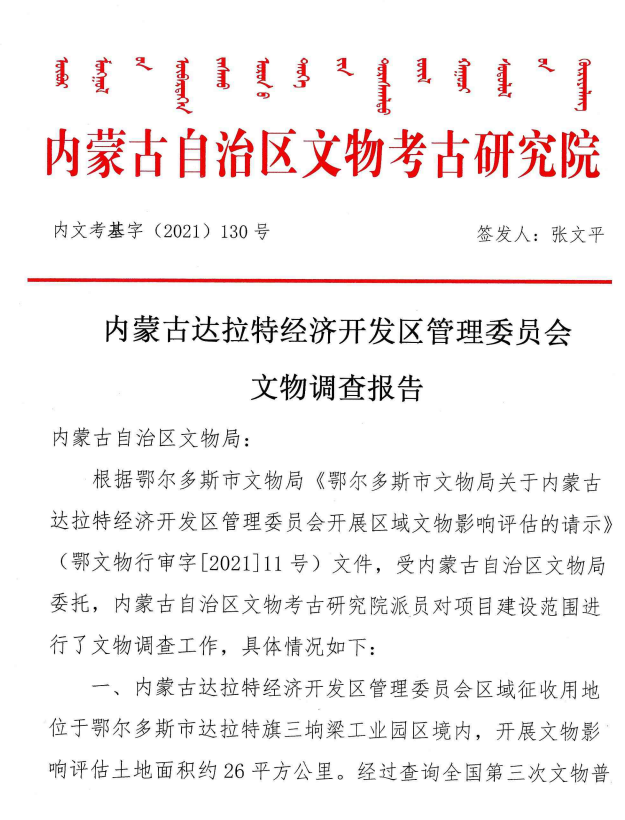 内蒙古自治区文物考古研究院
内文考基字（2021）130号
签发人：张文平
内蒙古达拉特经济开发区管理委员会
文物调查报告
内蒙古自治区文物局：
根据鄂尔多斯市文物局《鄂尔多斯市文物局关于内蒙古
达拉特经济开发区管理委员会开展区域文物影响评估的请示》
（鄂文物行审字[2021]11号）文件，受内蒙古自治区文物局
委托，内蒙古自治区文物考古研究院派员对项目建设范围进
行了文物调查工作，具体情况如下：
一、内蒙古达拉特经济开发区管理委员会区域征收用地
位于鄂尔多斯市达拉特旗三垧梁工业园区境内，开展文物影
响评估土地面积约26平方公里。经过查询全国第三次文物普